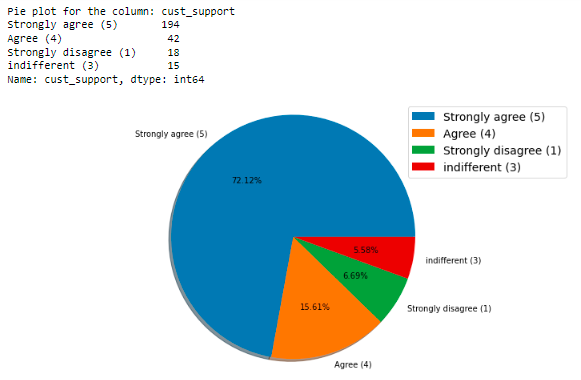 Pie plot for the column: cust_support
Strongly agree (5) 194
Agree (4) 42
Strongly disagree (1) 18
indifferent (3) 15
Name: cust_support, dtype: int64
Strongly agree (5)
Agree (4)
Strongly disagree (1)
indifferent (3)
Strongly agree (5)
72.12%
5.58%
indifferent (3)
6.69%
15.61%
Strongly disagree (1)
Agree (4)